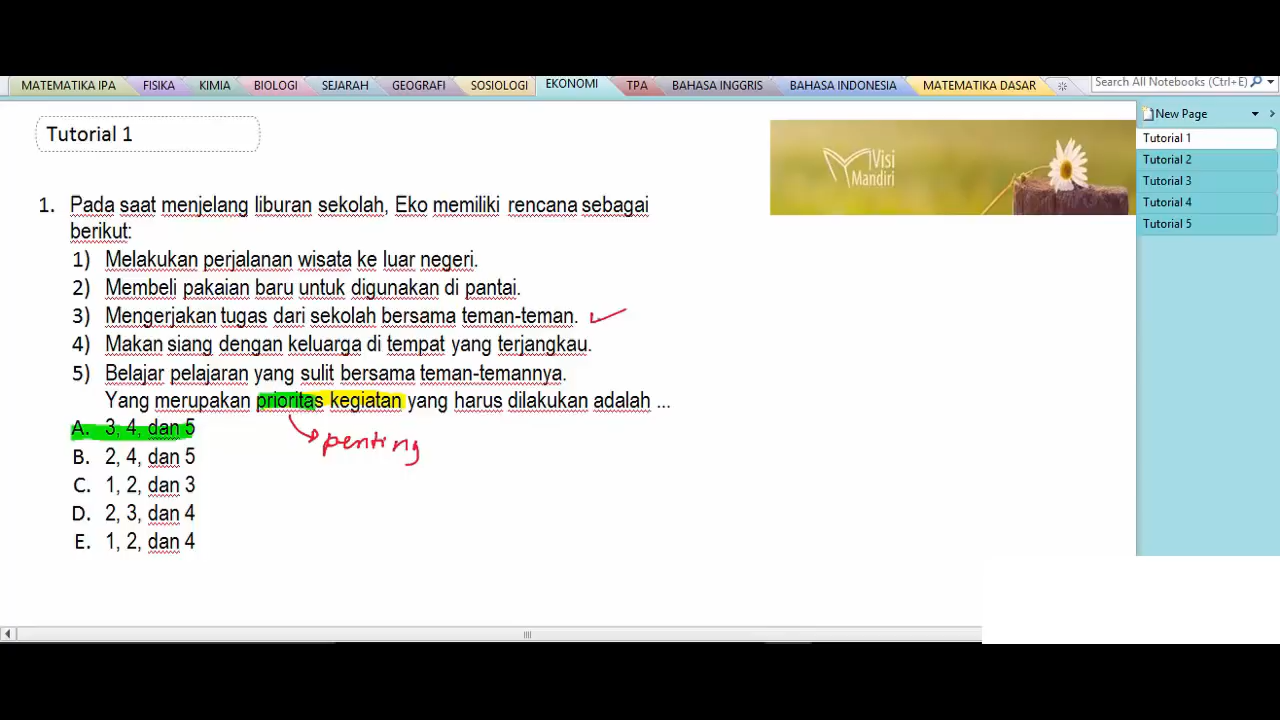 MATEMATIKA IPA FISIKA KIMIA BIOLOGI SEJARAH GEOGRAFI SOSIOLOGI EKONOMI TPA BAHASA INGGRIS BAHASA INDONESIA MATEMATIKA DASAR Search All Notebooks (Ctrl+E)
New Page
Tutorial 1
Tutorial 2
Tutorial 3
Tutorial 4
Tutorial 5
Tutorial 1
Visi
Mandiri
1. Pada saat menjelang liburan sekolah, Eko memiliki rencana sebagai
berikut:
1) Melakukan perjalanan wisata ke luar negeri.
2) Membeli pakaian baru untuk digunakan di pantai.
3) Mengerjakan tugas dari sekolah bersama teman-teman.
4) Makan siang dengan keluarga di tempat yang terjangkau.
5) Belajar pelajaran yang sulit bersama teman-temannya.
Yang merupakan prioritas kegiatan yang harus dilakukan adalah ...
A. 3, 4, dan 5
penting
B. 2, 4, dan 5
C. 1, 2, dan 3
D. 2, 3, dan 4
E. 1, 2, dan 4